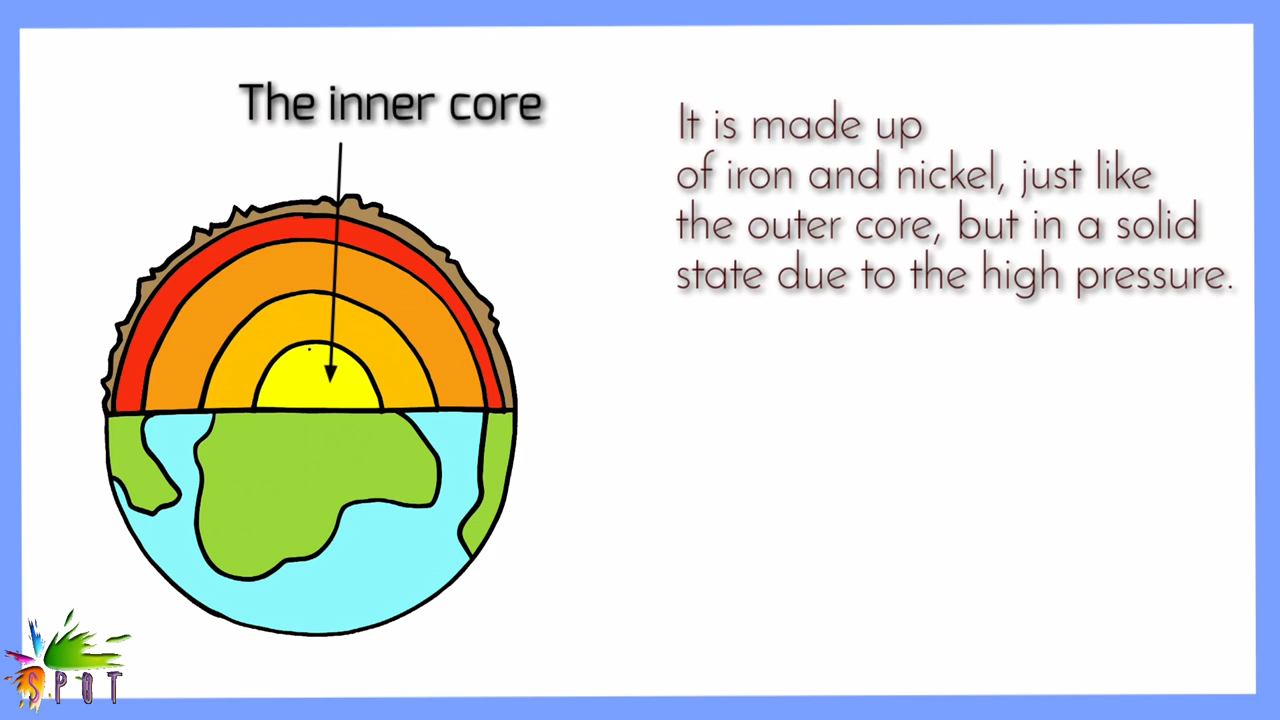 The inner core
It is made up
of iron and nickel, just like
the outer core, but in a solid
state due to the high pressure.
SPOT